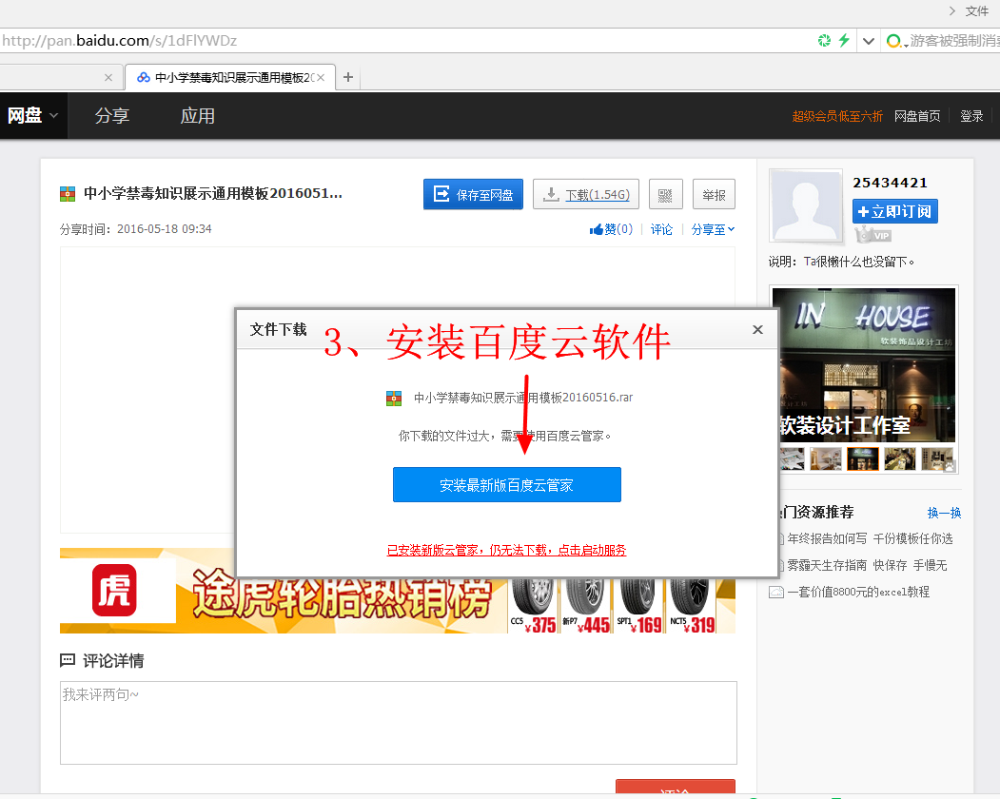 文件
http://pan.baidu.com/s/1dFlYWDz
游客被强制消
中小学禁毒知识展示通用模板20
网盘 分享 应用 超级会员低至六折 网盘首页 登录
中小学禁毒知识展示通用模板2016051...
保存至网盘 下载(1.54G) 举报
分享时间：2016-05-18 09:34
赞(0) 评论 分享至
25434421
立即订阅
VIP
说明：Ta很懒什么也没留下。
IN HOUSE
软装饰品设计工坊
软装设计工作室
文件下载
3、安装百度云软件
中小学禁毒知识展示通用模板20160516.rar
你下载的文件过大，需要使用百度云管家。
安装最新版百度云管家
已安装新版云管家，仍无法下载，点击启动服务
门资源推荐 换一换
年终报告如何写 千份模板任你选
雾霾天生存指南 快保存 手慢无
一套价值8800元的excel教程
虎 途虎轮胎热销榜
CC5 ¥375 新P7 ¥445 SPT1 ¥169 NCT5 ¥319
评论详情
我来评两句~
评论